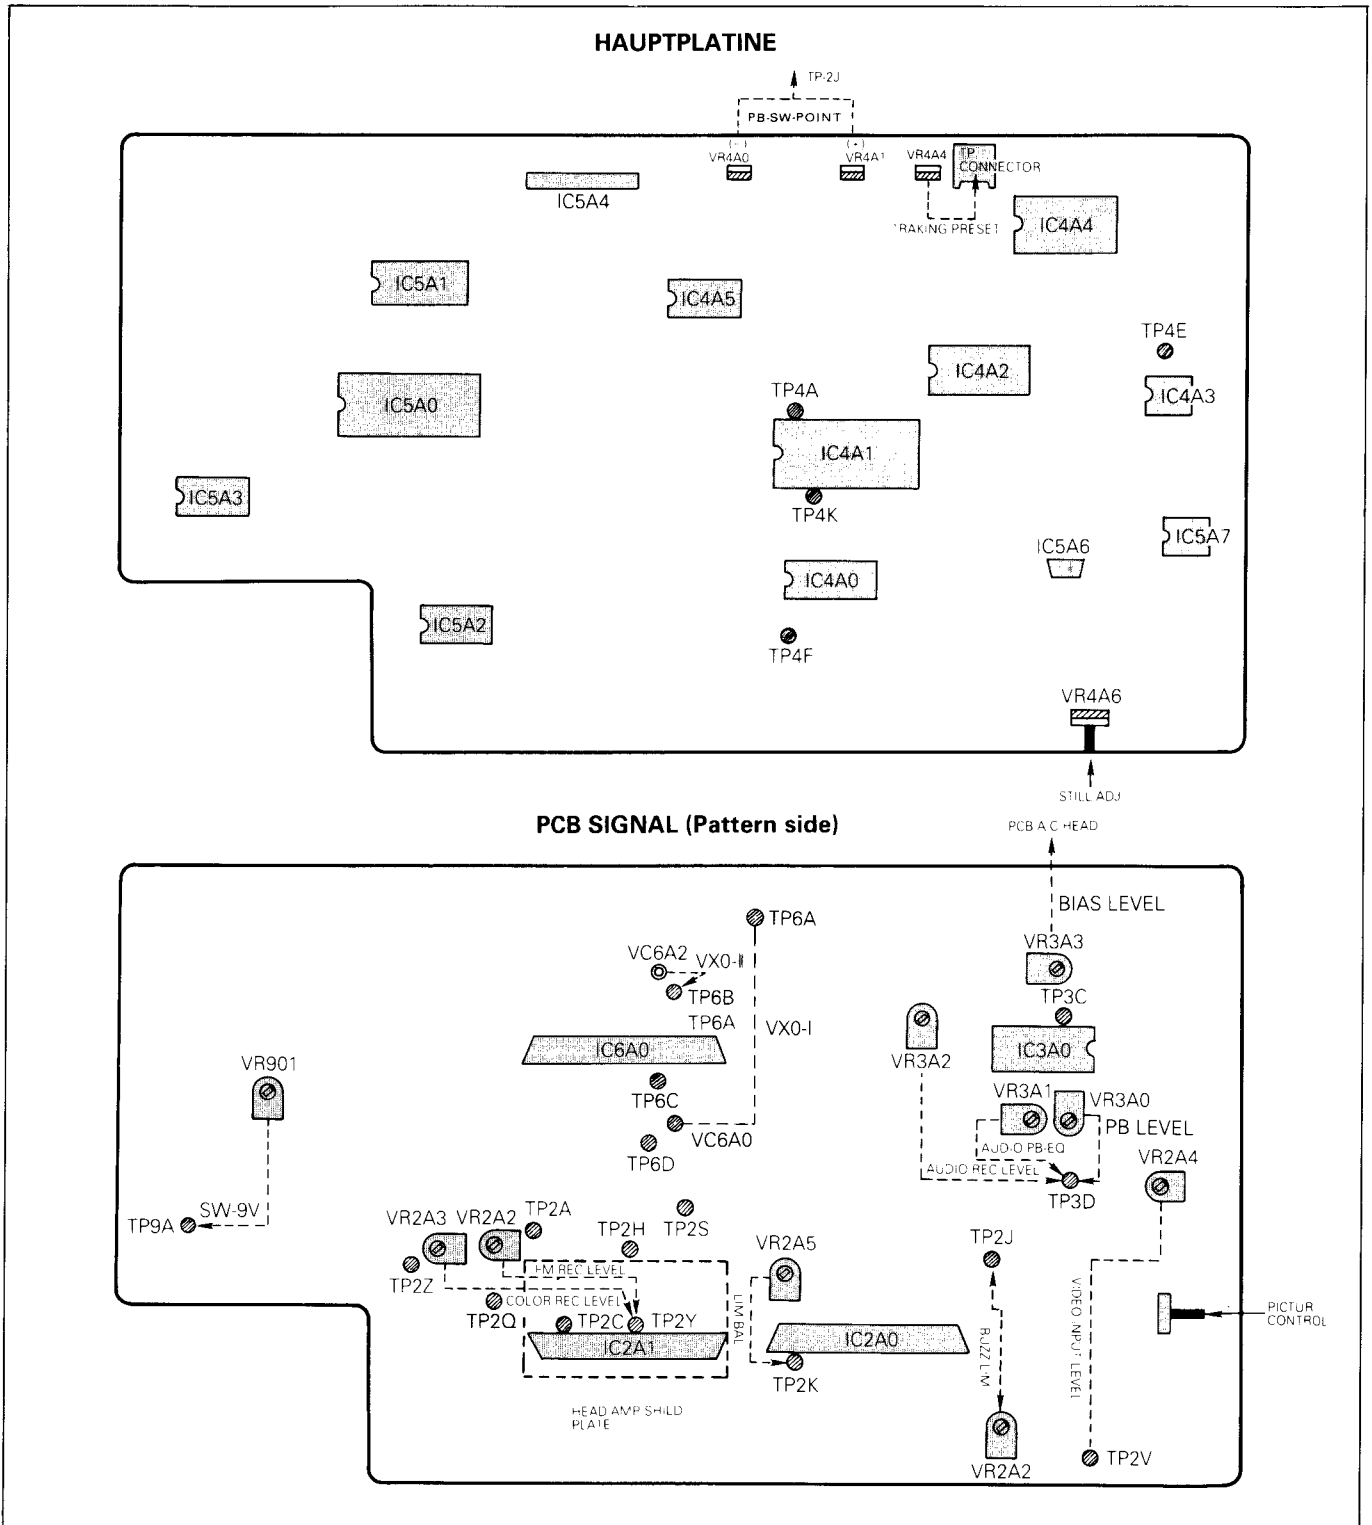 HAUPTPLATINE
TP-2J
PB-SW-POINT
(-)
(+)
VR4A0
VR4A1
VR4A4
TP
CONNECTOR
IC5A4
TRAKING PRESET
IC4A4
IC5A1
IC4A5
TP4E
IC4A2
IC5A0
TP4A
IC4A3
IC4A1
IC5A3
TP4K
IC5A7
IC5A6
IC4A0
IC5A2
TP4F
VR4A6
STILL ADJ
PCB SIGNAL (Pattern side)
PCB A C HEAD
BIAS LEVEL
TP6A
VC6A2
VX0-II
VR3A3
TP6B
TP3C
TP6A
VX0-I
IC6A0
VR3A2
IC3A0
VR901
TP6C
VR3A1
VR3A0
VC6A0
PB LEVEL
TP6D
AUDIO PB-EQ
VR2A4
AUDIO REC LEVEL
TP3D
SW-9V
TP9A
VR2A3
VR2A2
TP2A
TP2H
TP2S
VR2A5
TP2J
TP2Z
FM REC LEVEL
COLOR REC LEVEL
TP2Q
TP2C
TP2Y
LIM BAL
IC2A1
IC2A0
BUZZ LIM
VIDEO INPUT LEVEL
PICTUR
CONTROL
TP2K
HEAD AMP SHILD
PLATE
VR2A2
TP2V